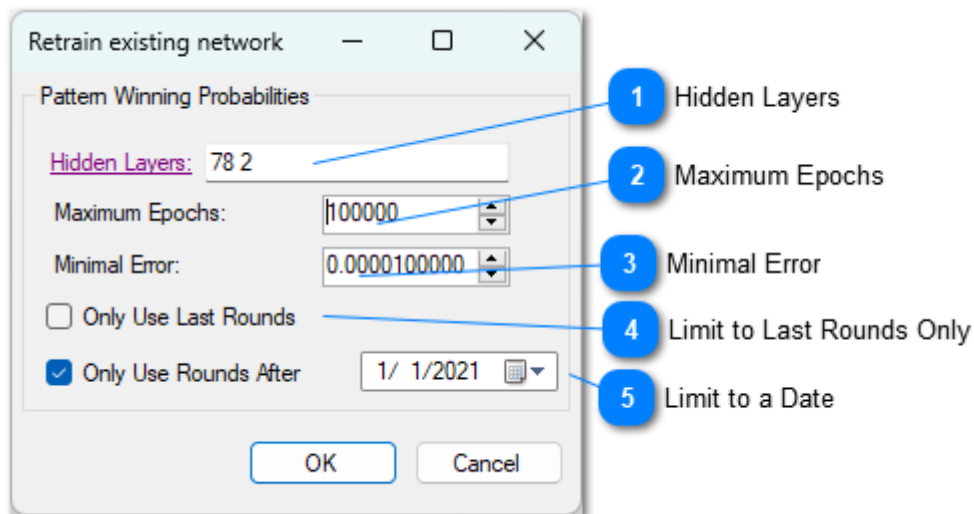 Retrain existing network
Pattern Winning Probabilities
Hidden Layers: 78 2
Maximum Epochs: 100000
Minimal Error: 0.0000100000
Only Use Last Rounds
Only Use Rounds After 1/ 1/2021
OK Cancel
1 Hidden Layers
2 Maximum Epochs
3 Minimal Error
4 Limit to Last Rounds Only
5 Limit to a Date